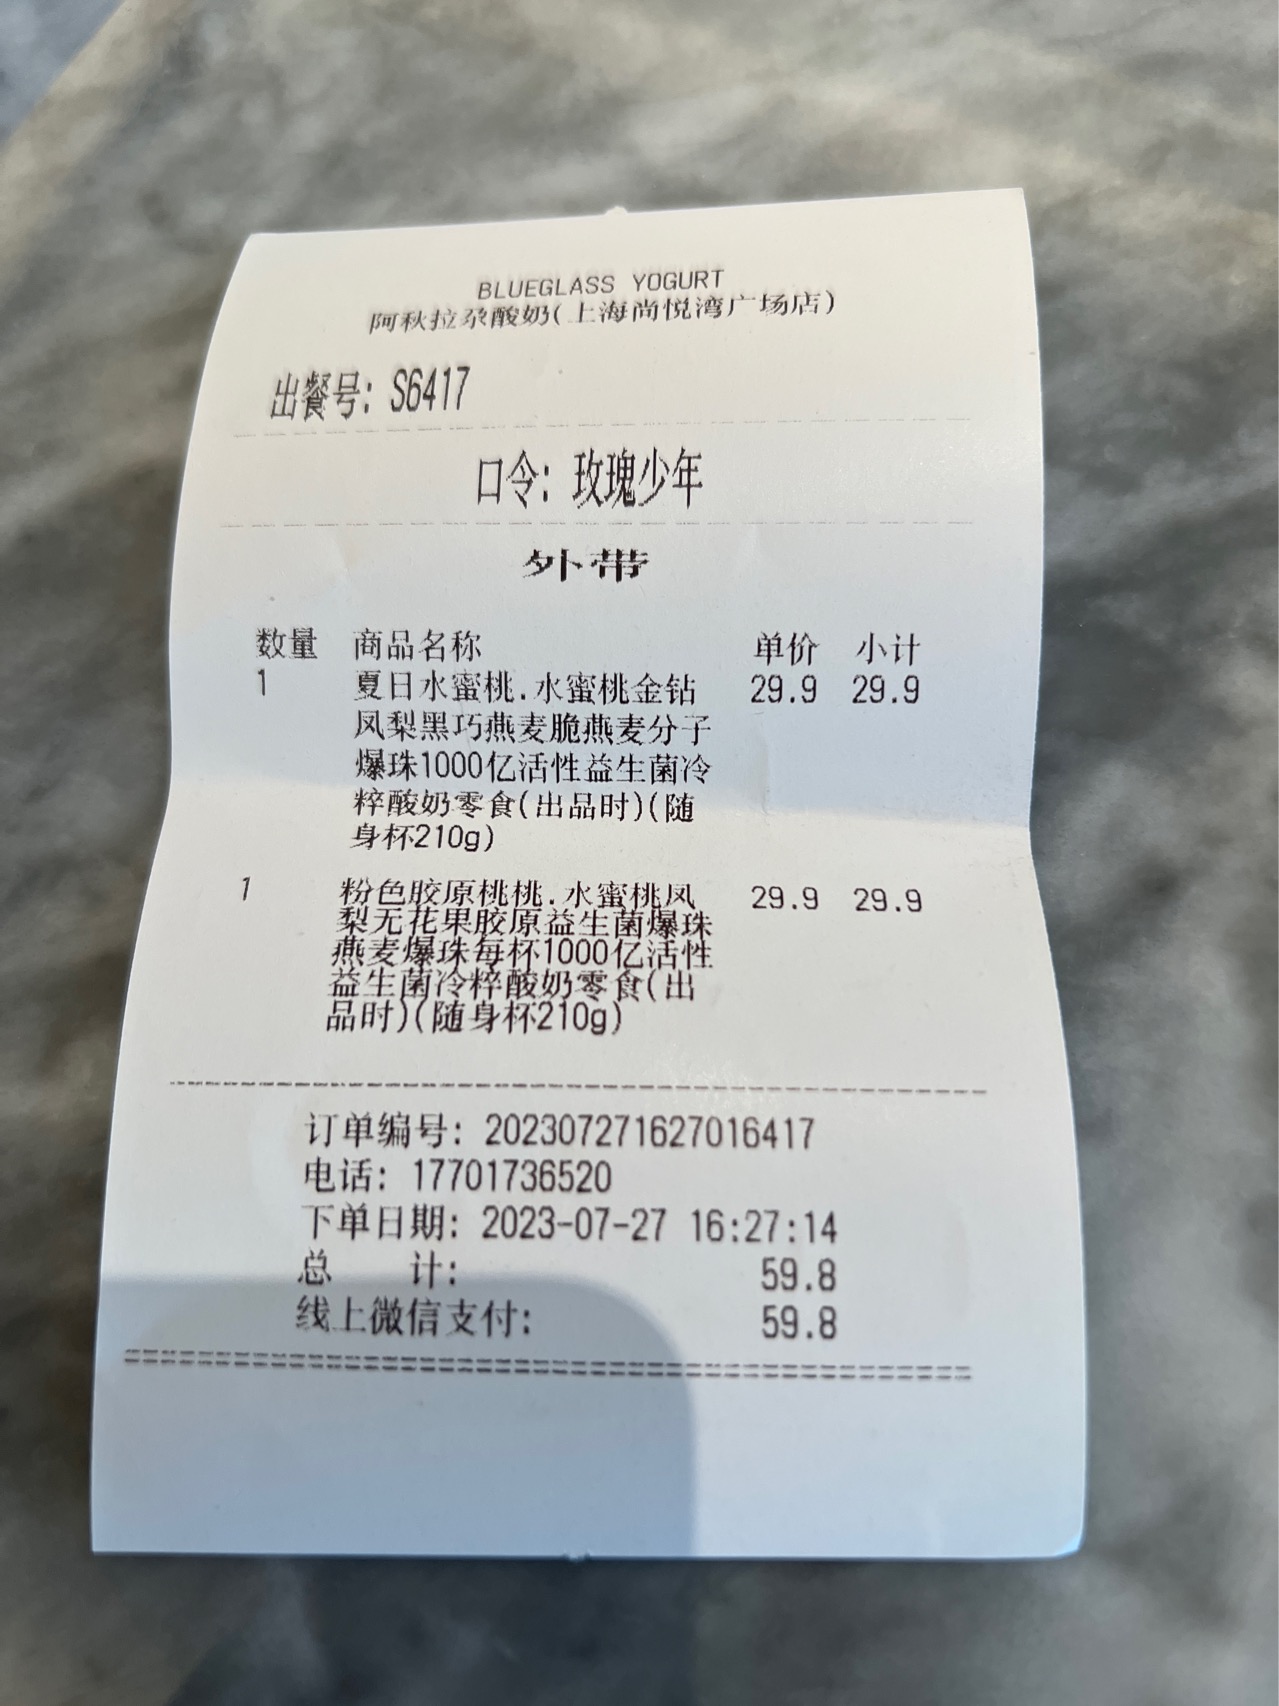 BLUEGLASS YOGURT
阿秋拉尕酸奶(上海尚悦湾广场店)
出餐号: S6417
口令: 玫瑰少年
外带
数量 商品名称 单价 小计
1 夏日水蜜桃.水蜜桃金钻 29.9 29.9
凤梨黑巧燕麦脆燕麦分子
爆珠1000亿活性益生菌冷
粹酸奶零食(出品时)(随
身杯210g)
1 粉色胶原桃桃.水蜜桃凤 29.9 29.9
梨无花果胶原益生菌爆珠
燕麦爆珠每杯1000亿活性
益生菌冷粹酸奶零食(出
品时)(随身杯210g)
订单编号: 202307271627016417
电话: 17701736520
下单日期: 2023-07-27 16:27:14
总 计: 59.8
线上微信支付: 59.8